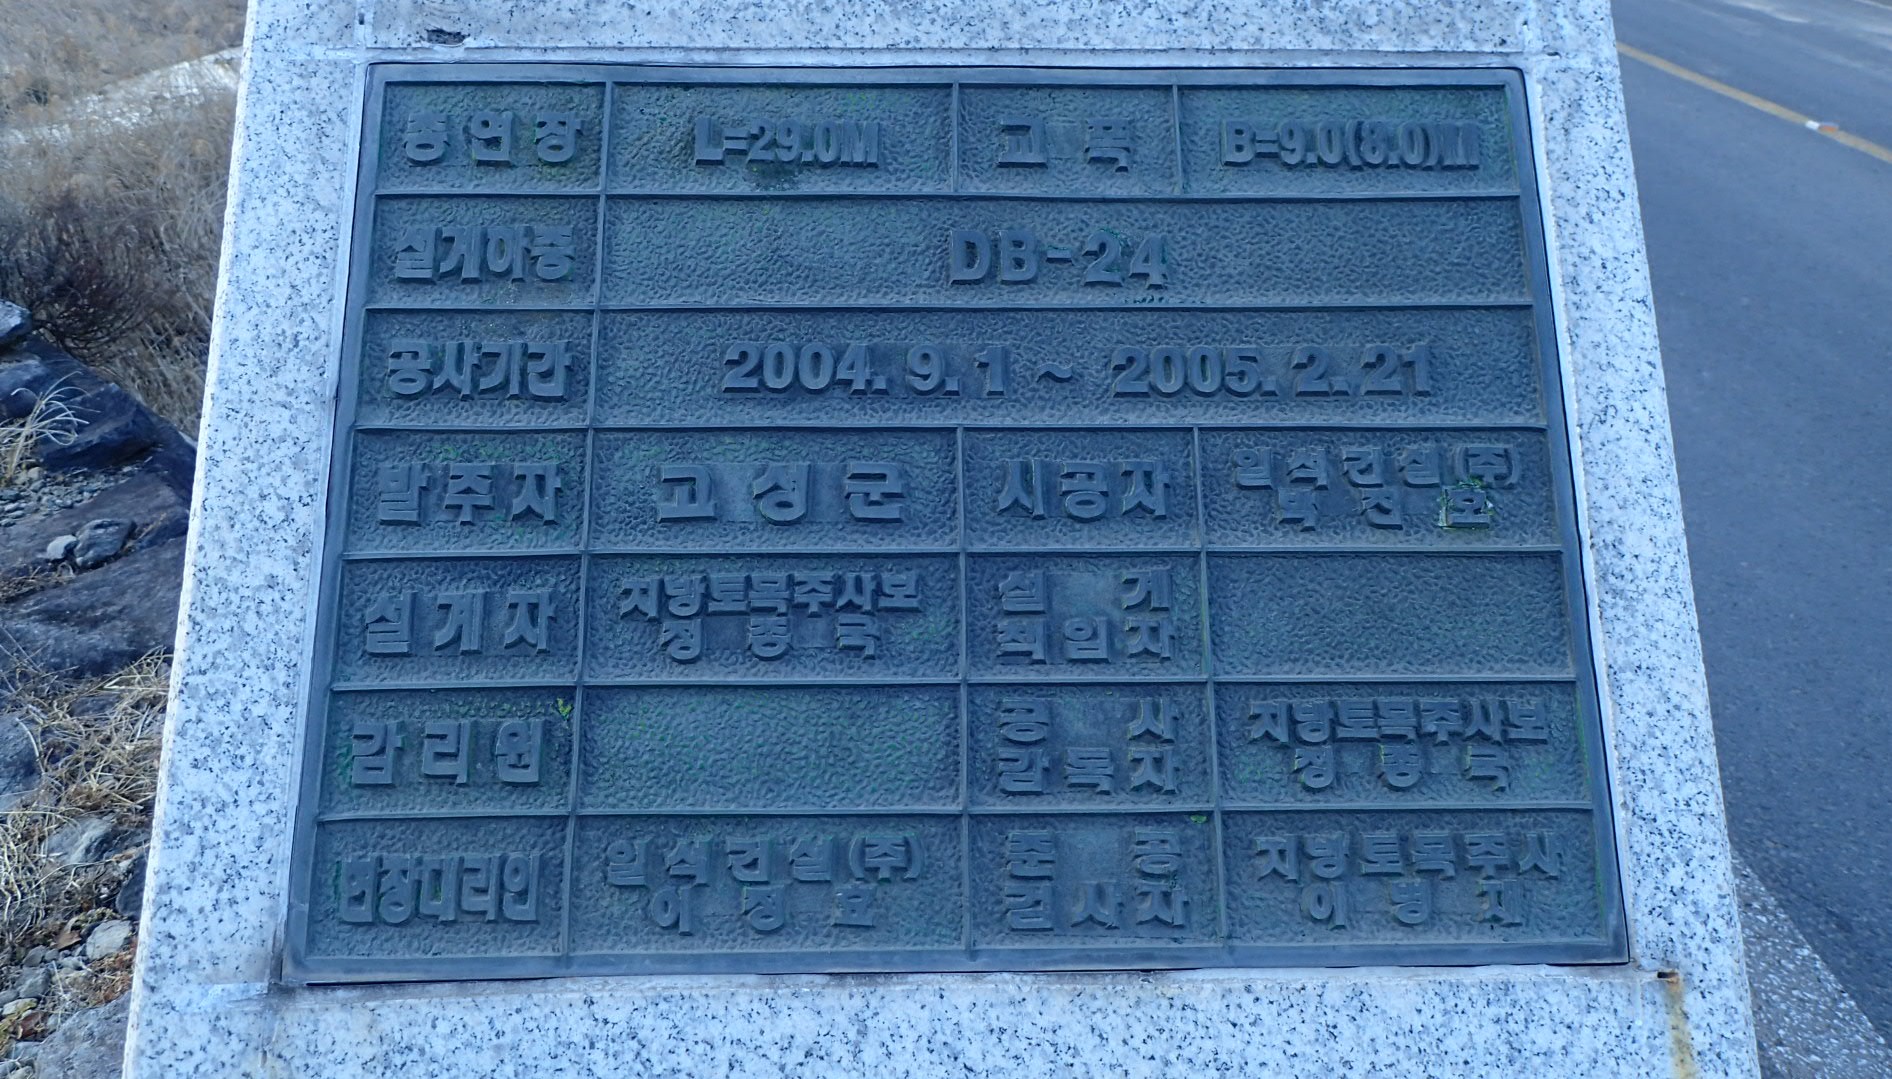 총연장 L=29.0M 교 폭 B=9.0(8.0)M
설계하중 DB-24
공사기간 2004. 9. 1 ~ 2005. 2. 21
발주자 고성군 시공자 일석건설(주)
박건호
설계자 지방토목주사보 설 계
정종국 책임자
감리원 공 사 지방토목주사보
감독자 정종국
현장대리인 일석건설(주) 준 공 지방토목주사
이정효 검사자 이병재